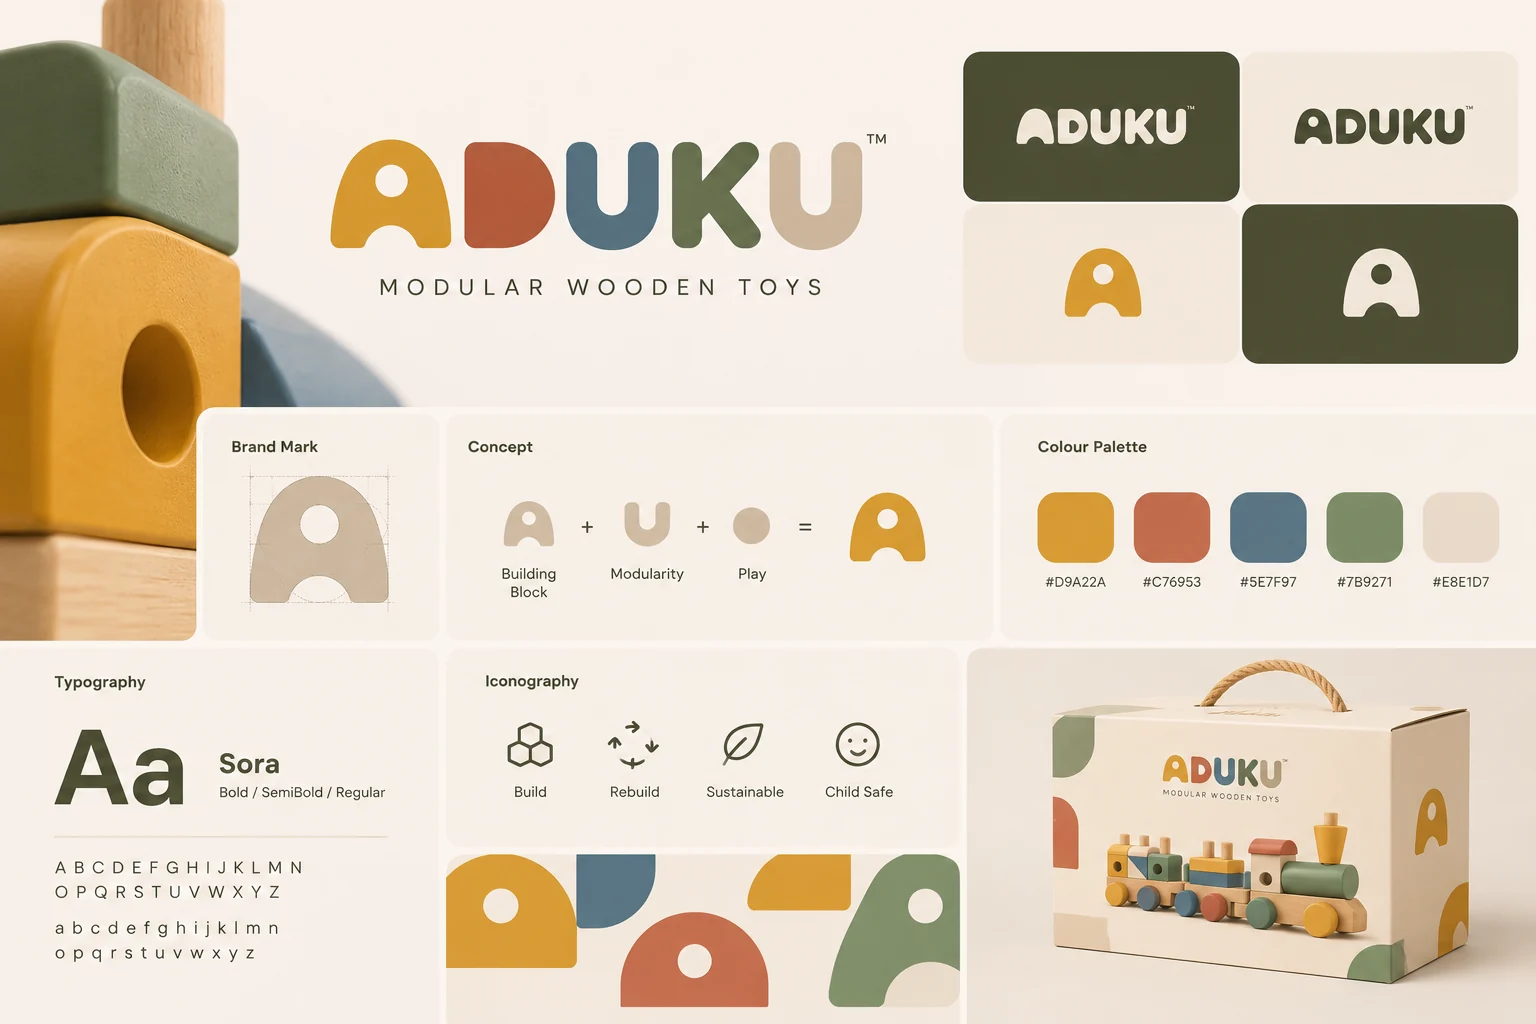 ADUKU™
MODULAR WOODEN TOYS
ADUKU™
ADUKU™
Brand Mark
Concept
Building
Block
+
Modularity
+
Play
=
Colour Palette
#D9A22A
#C76953
#5E7F97
#7B9271
#E8E1D7
Typography
Aa
Sora
Bold / SemiBold / Regular
A B C D E F G H I J K L M N
O P Q R S T U V W X Y Z
a b c d e f g h i j k l m n
o p q r s t u v w x y z
Iconography
Build
Rebuild
Sustainable
Child Safe
ADUKU™
MODULAR WOODEN TOYS